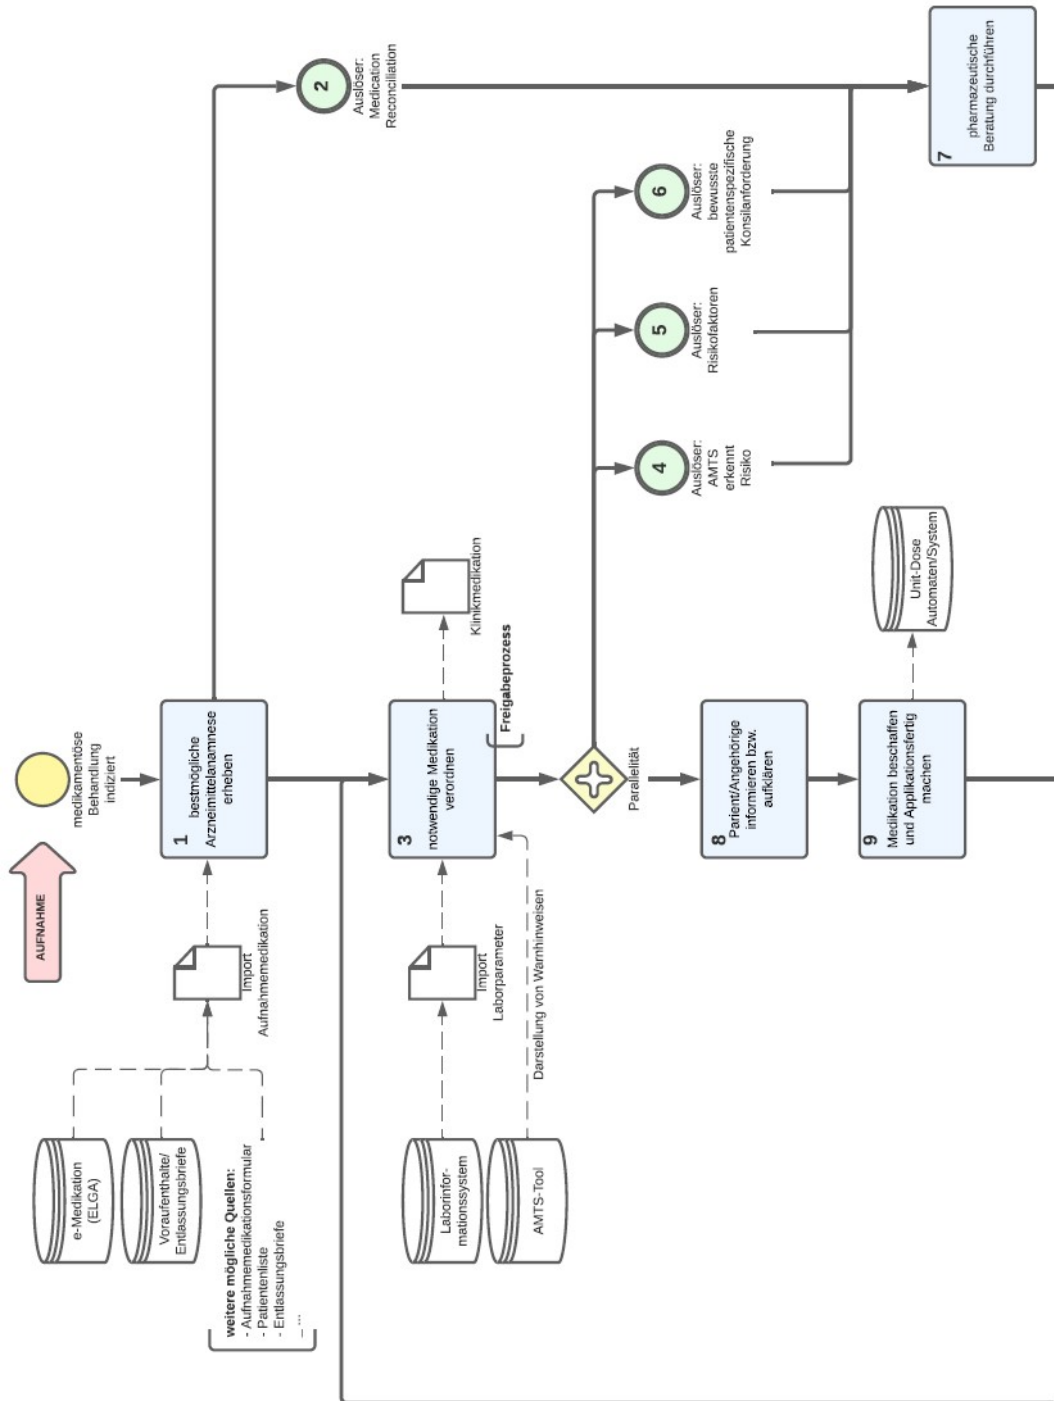 AUFNAHME
medikamentöse
Behandlung
indiziert
e-Medikation
(ELGA)
Voraufenthalte/
Entlassungsbriefe
weitere mögliche Quellen:
- Aufnahmemedikationsformular
- Patientenliste
- Entlassungsbriefe
- ...
Import
Aufnahmemedikation
1
bestmögliche
Arzneimittelanamnese
erheben
2
Auslöser:
Medication
Reconciliation
Laborinfor-
mationssystem
AMTS-Tool
Import
Laborparameter
Darstellung von Warnhinweisen
3
notwendige Medikation
verordnen
Klinikmedikation
Freigabeprozess
Parallelität
4
Auslöser:
AMTS
erkennt
Risiko
5
Auslöser:
Risikofaktoren
6
Auslöser:
bewusste
patientenspezifische
Konsilanforderung
7
pharmazeutische
Beratung durchführen
8
Parient/Angehörige
informieren bzw.
aufklären
9
Medikation beschaffen
und Applikationsfertig
machen
Unit-Dose
Automaten/System